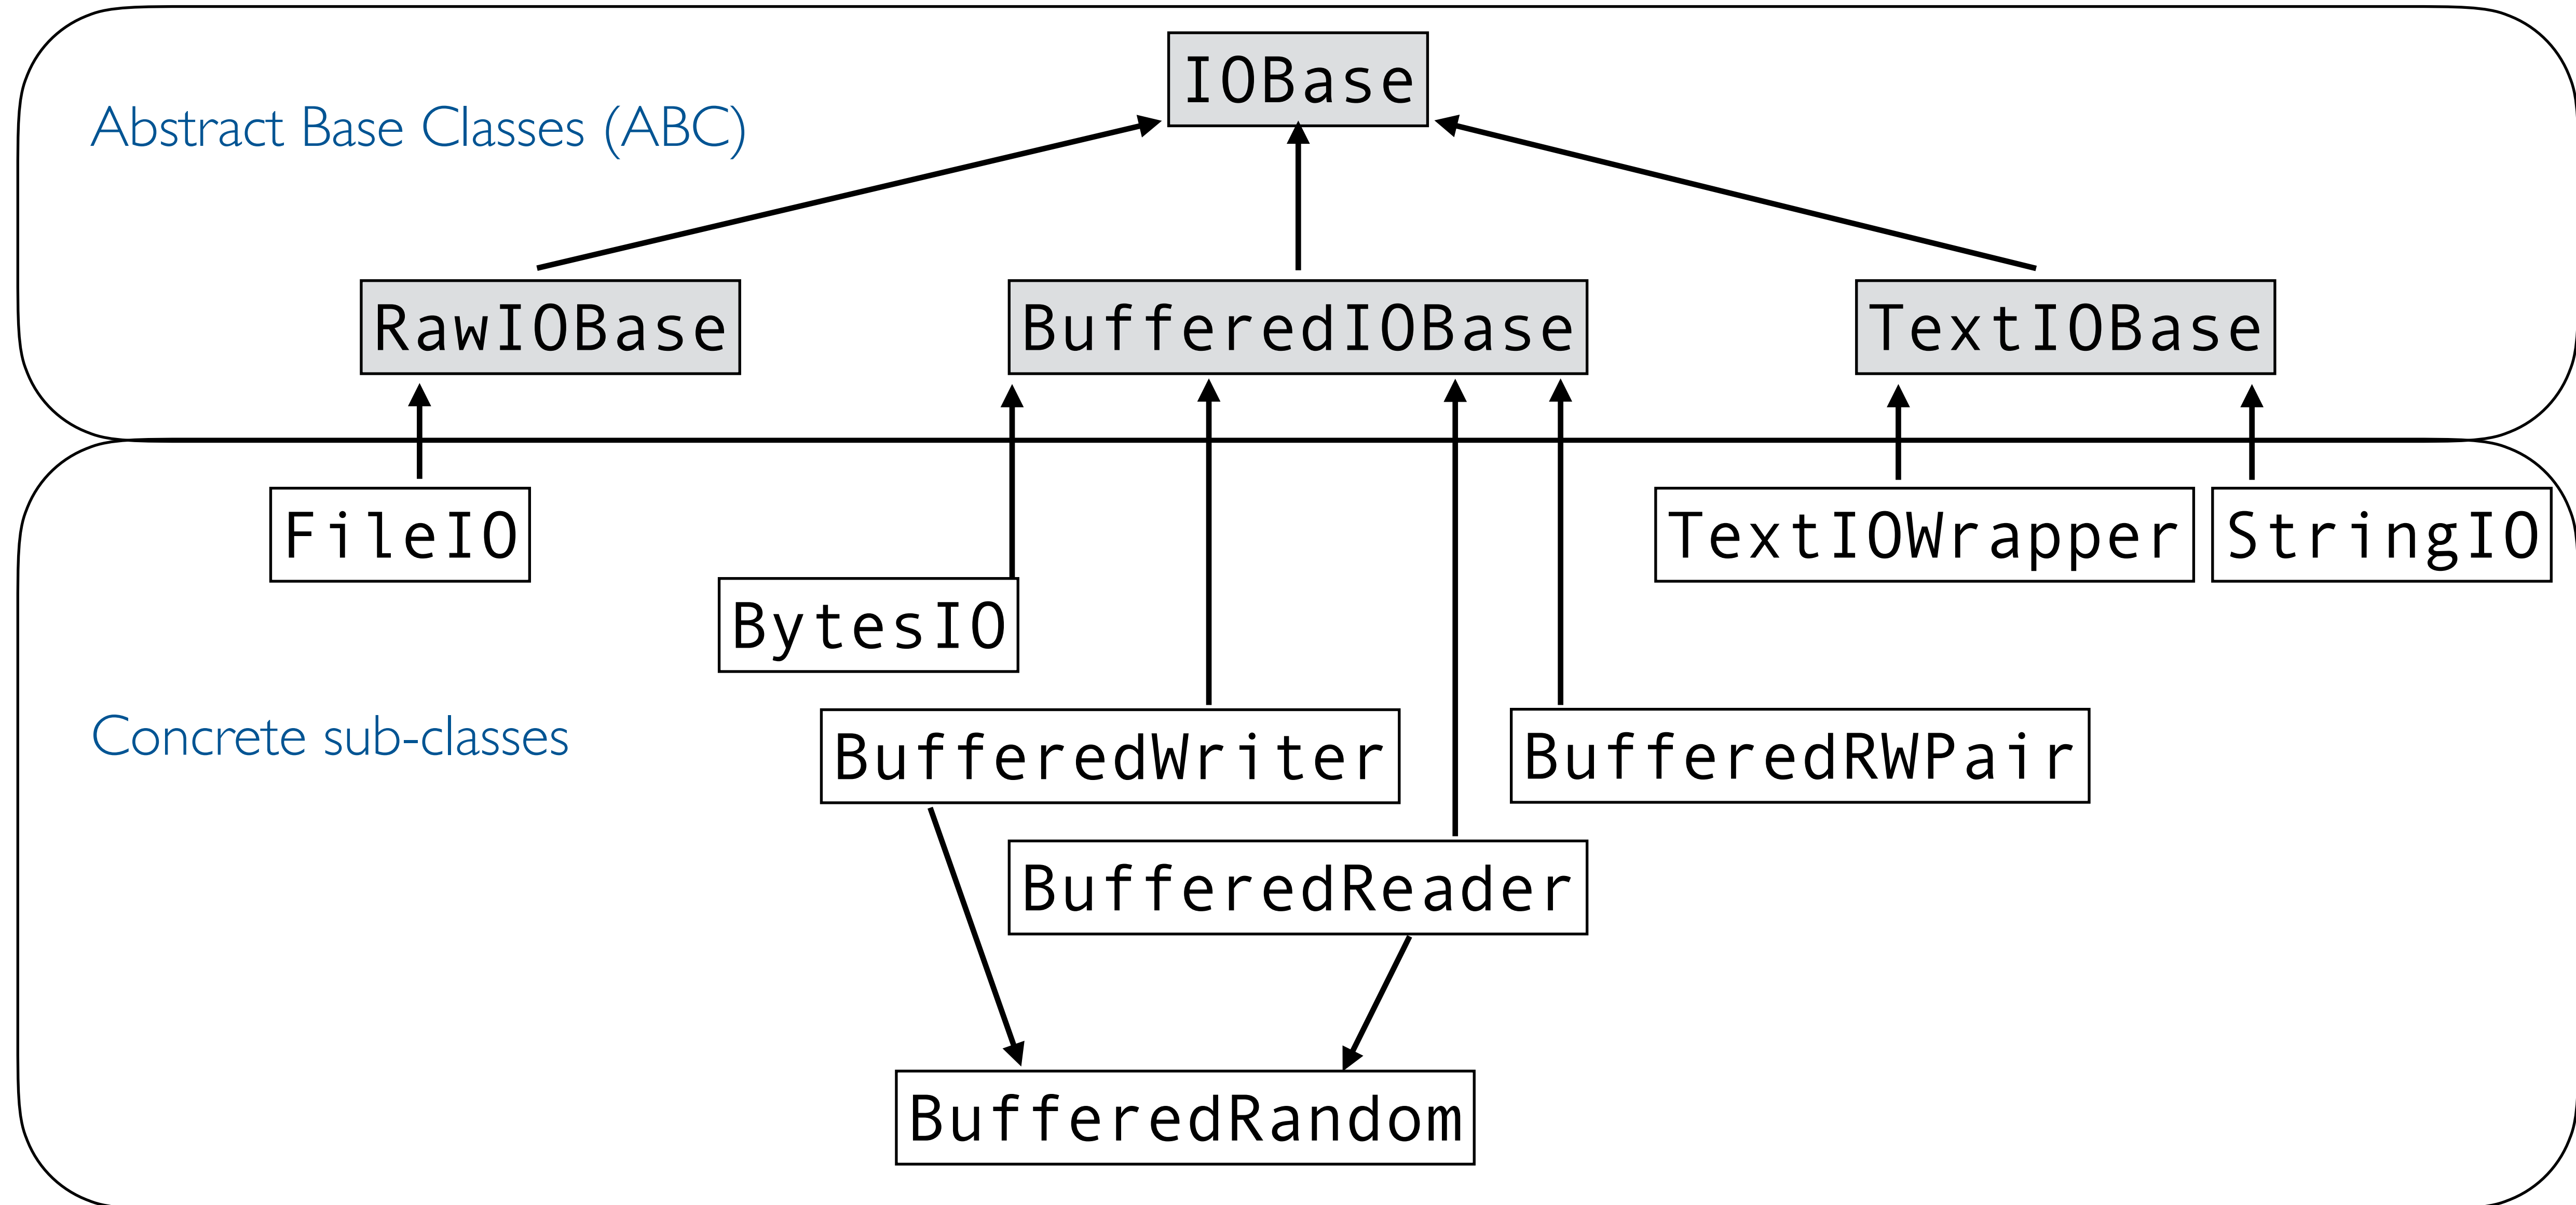 IOBase
Abstract Base Classes (ABC)
RawIOBase
BufferedIOBase
TextIOBase
FileIO
TextIOWrapper
StringIO
BytesIO
Concrete sub-classes
BufferedWriter
BufferedRWPair
BufferedReader
BufferedRandom